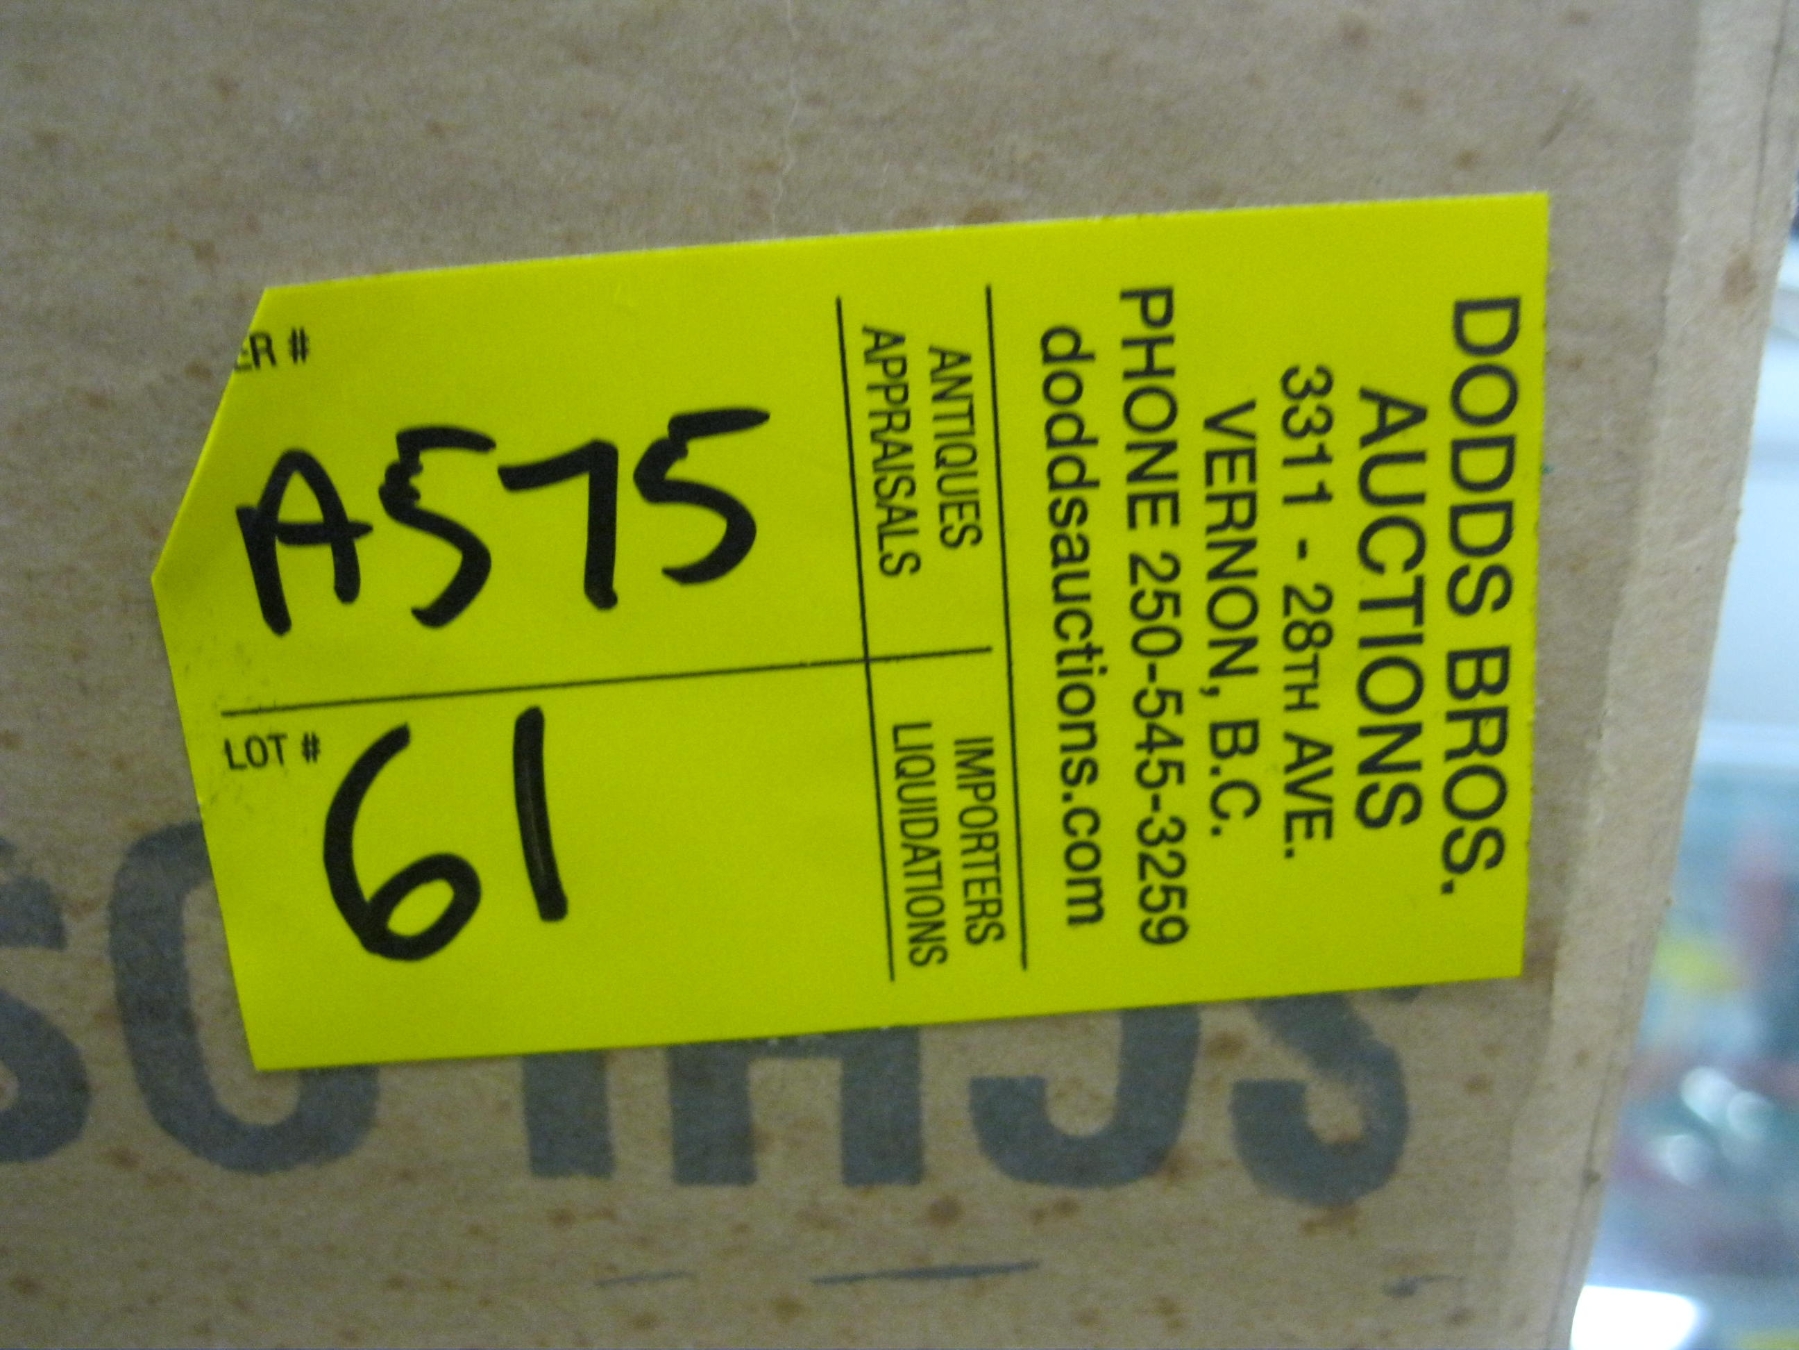 DODDS BROS.
AUCTIONS
3311 - 28TH AVE.
VERNON, B.C.
PHONE 250-545-3259
doddsauctions.com
ANTIQUES IMPORTERS
APPRAISALS LIQUIDATIONS
ER #
A575
LOT #
61